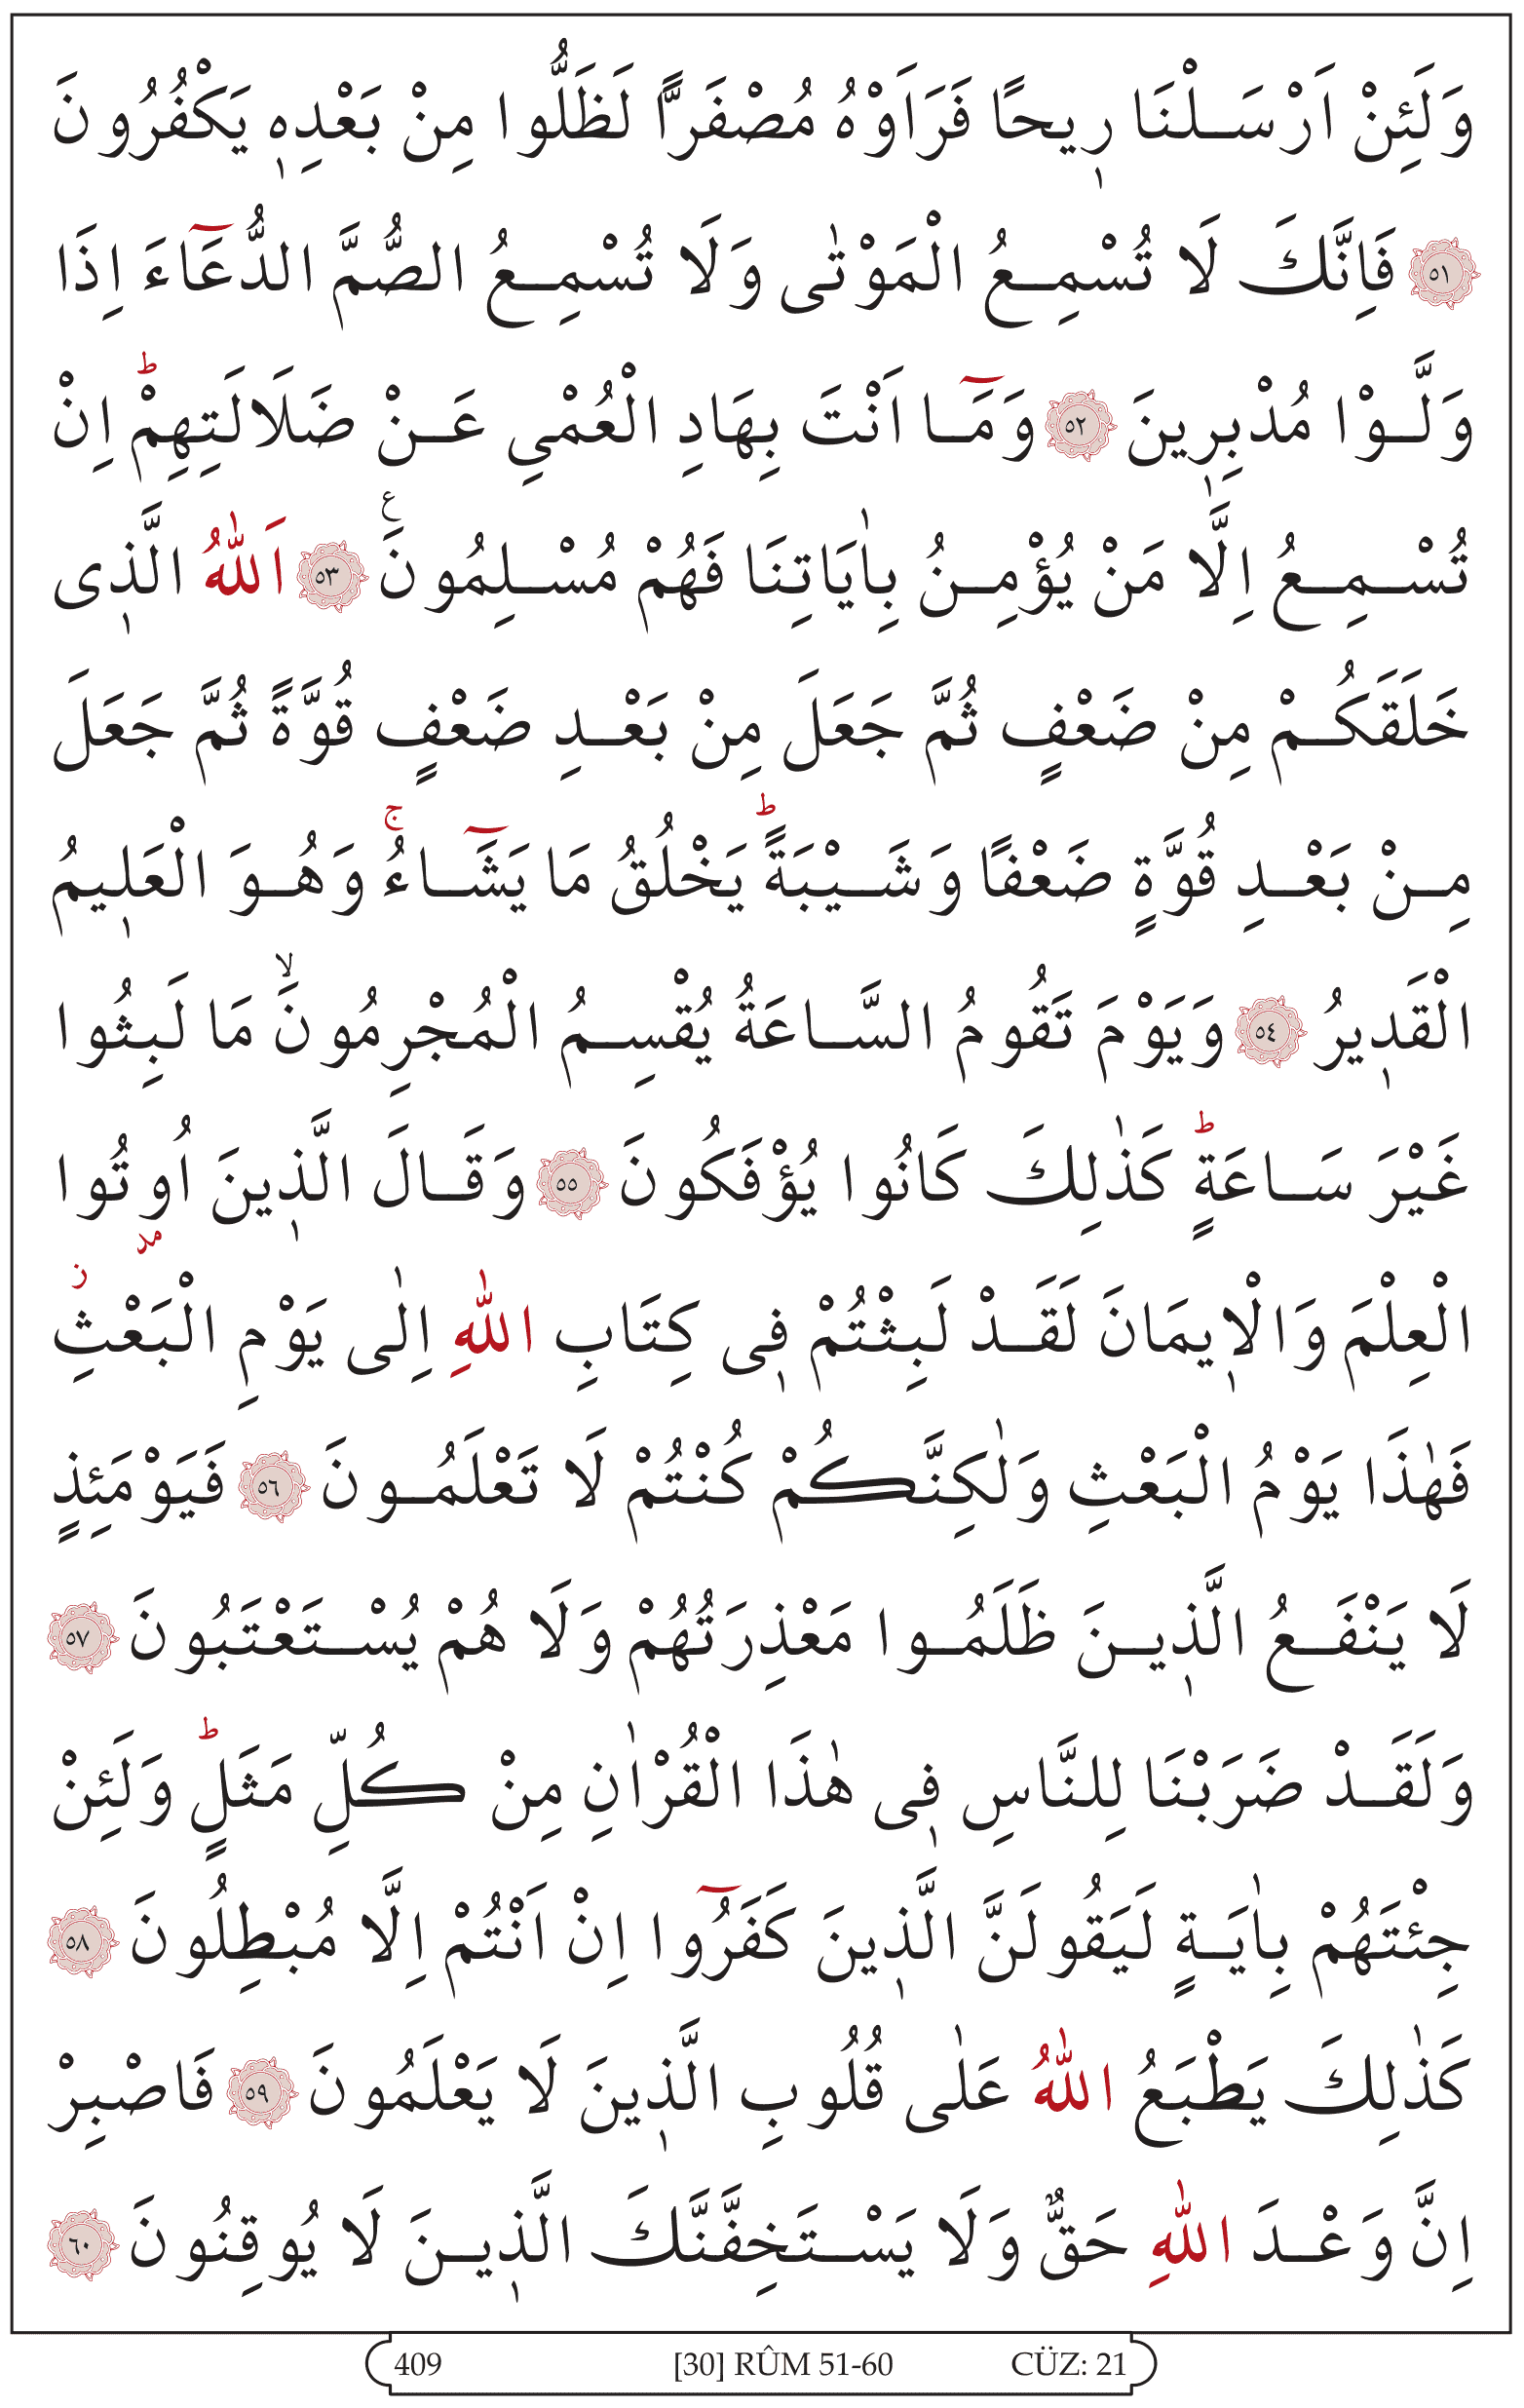 وَلَئِنْ اَرْسَلْنَا رٖيحًا فَرَاَوْهُ مُصْفَرًّا لَظَلُّوا مِنْ بَعْدِهٖ يَكْفُرُونَ
﴿٥١﴾ فَاِنَّكَ لَا تُسْمِعُ الْمَوْتٰى وَلَا تُسْمِعُ الصُّمَّ الدُّعَٓاءَ اِذَا
وَلَّوْا مُدْبِرٖينَ ﴿٥٢﴾ وَمَٓا اَنْتَ بِهَادِ الْعُمْيِ عَنْ ضَلَالَتِهِمْؕ اِنْ
تُسْمِعُ اِلَّا مَنْ يُؤْمِنُ بِاٰيَاتِنَا فَهُمْ مُسْلِمُونَࣖ ﴿٥٣﴾ اَللّٰهُ الَّذٖى
خَلَقَكُمْ مِنْ ضَعْفٍ ثُمَّ جَعَلَ مِنْ بَعْدِ ضَعْفٍ قُوَّةً ثُمَّ جَعَلَ
مِنْ بَعْدِ قُوَّةٍ ضَعْفًا وَشَيْبَةًؕ يَخْلُقُ مَا يَشَٓاءُۚ وَهُوَ الْعَلٖيمُ
الْقَدٖيرُ ﴿٥٤﴾ وَيَوْمَ تَقُومُ السَّاعَةُ يُقْسِمُ الْمُجْرِمُونَۙ مَا لَبِثُوا
غَيْرَ سَاعَةٍؕ كَذٰلِكَ كَانُوا يُؤْفَكُونَ ﴿٥٥﴾ وَقَالَ الَّذٖينَ اُو۫تُوا
الْعِلْمَ وَالْاٖيمَانَ لَقَدْ لَبِثْتُمْ فٖى كِتَابِ اللّٰهِ اِلٰى يَوْمِ الْبَعْثِؗ
فَهٰذَا يَوْمُ الْبَعْثِ وَلٰكِنَّكُمْ كُنْتُمْ لَا تَعْلَمُونَ ﴿٥٦﴾ فَيَوْمَئِذٍ
لَا يَنْفَعُ الَّذٖينَ ظَلَمُوا مَعْذِرَتُهُمْ وَلَا هُمْ يُسْتَعْتَبُونَ ﴿٥٧﴾
وَلَقَدْ ضَرَبْنَا لِلنَّاسِ فٖى هٰذَا الْقُرْاٰنِ مِنْ كُلِّ مَثَلٍؕ وَلَئِنْ
جِئْتَهُمْ بِاٰيَةٍ لَيَقُولَنَّ الَّذٖينَ كَفَرُٓوا اِنْ اَنْتُمْ اِلَّا مُبْطِلُونَ ﴿٥٨﴾
كَذٰلِكَ يَطْبَعُ اللّٰهُ عَلٰى قُلُوبِ الَّذٖينَ لَا يَعْلَمُونَ ﴿٥٩﴾ فَاصْبِرْ
اِنَّ وَعْدَ اللّٰهِ حَقٌّ وَلَا يَسْتَخِفَّنَّكَ الَّذٖينَ لَا يُوقِنُونَ ﴿٦٠﴾
409 [30] RÛM 51-60 CÜZ: 21